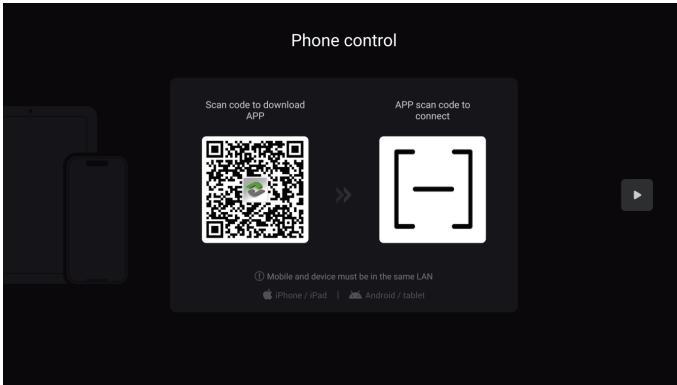 Phone control
Scan code to download
APP
APP scan code to
connect
Mobile and device must be in the same LAN
iPhone / iPad | Android / tablet